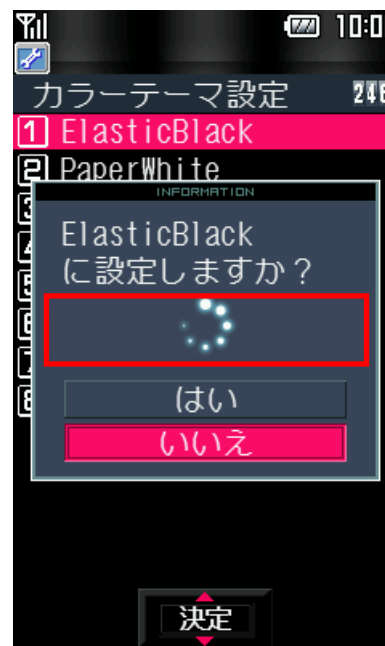 10:0
カラーテーマ設定 246
1 ElasticBlack
2 PaperWhite
INFORMATION
ElasticBlack
に設定しますか？
はい
いいえ
決定